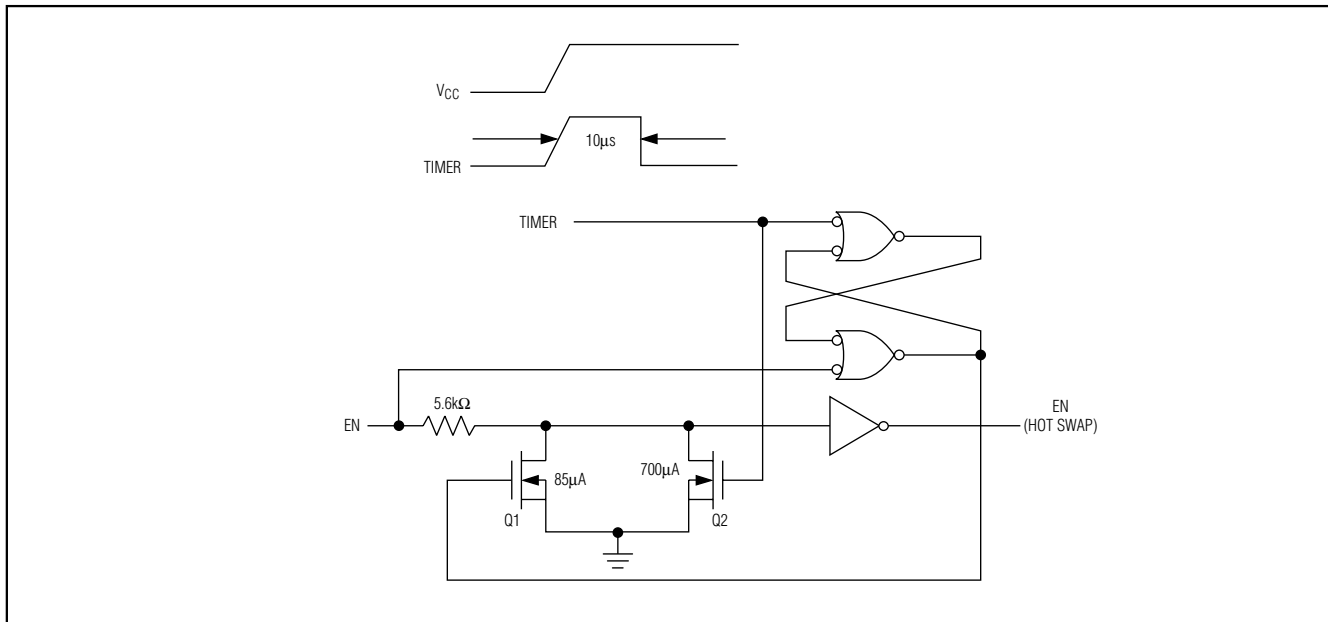 VCC
10μs
TIMER
TIMER
5.6kΩ
EN
EN
(HOT SWAP)
85μA
700μA
Q1
Q2